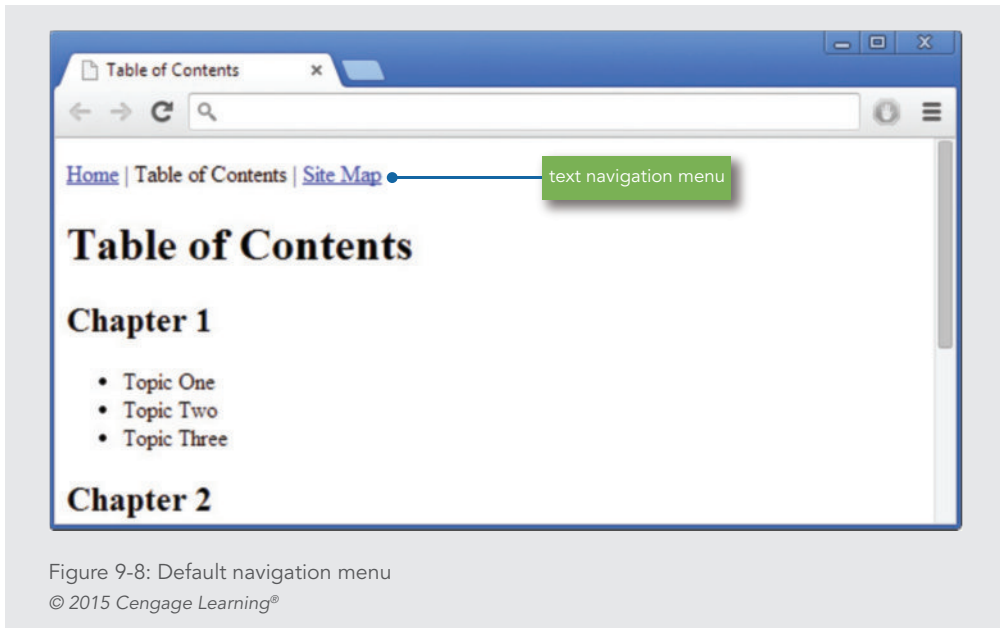 Table of Contents
Home | Table of Contents | Site Map
text navigation menu
Table of Contents
Chapter 1
• Topic One
• Topic Two
• Topic Three
Chapter 2
Figure 9-8: Default navigation menu
© 2015 Cengage Learning®